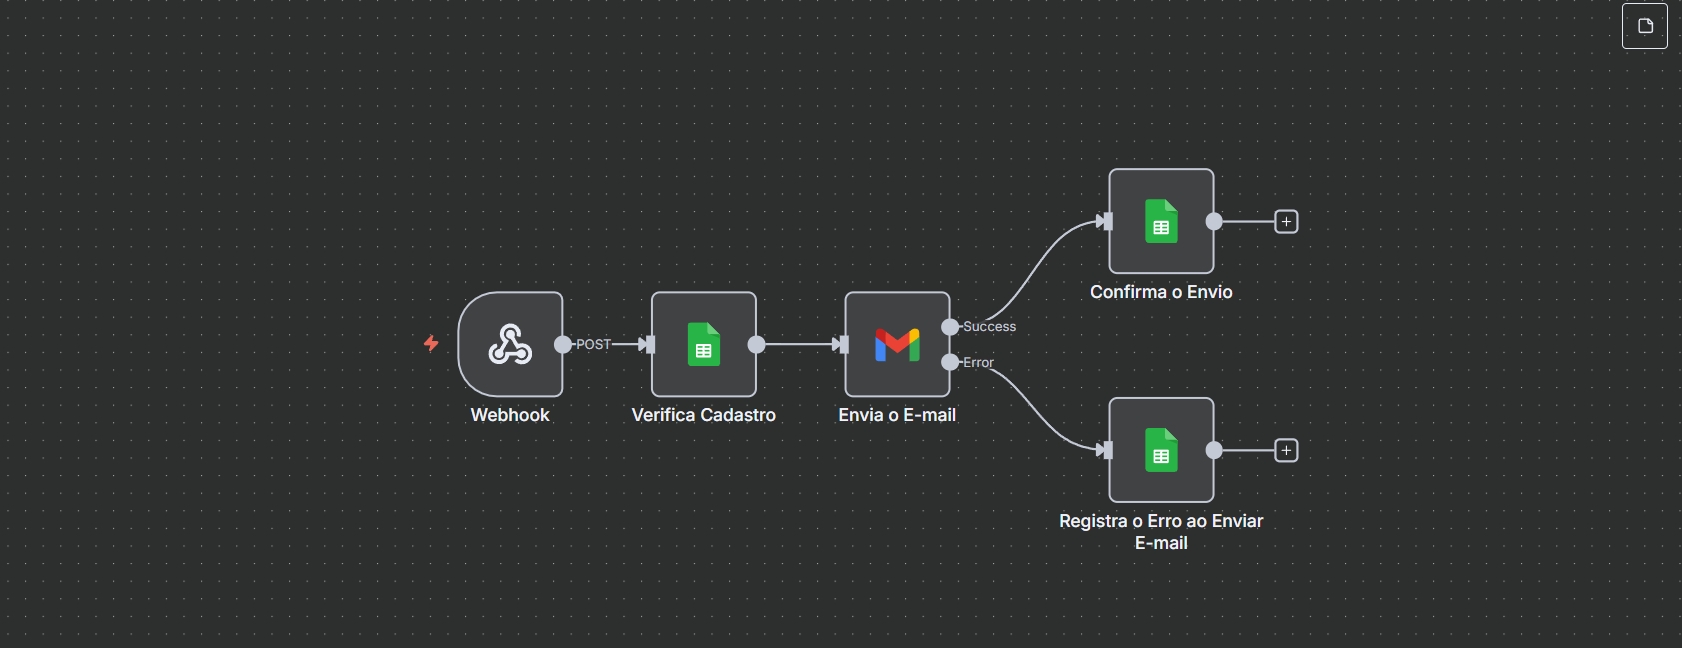 POST
Webhook
Verifica Cadastro
Envia o E-mail
Success
Error
Confirma o Envio
Registra o Erro ao Enviar
E-mail